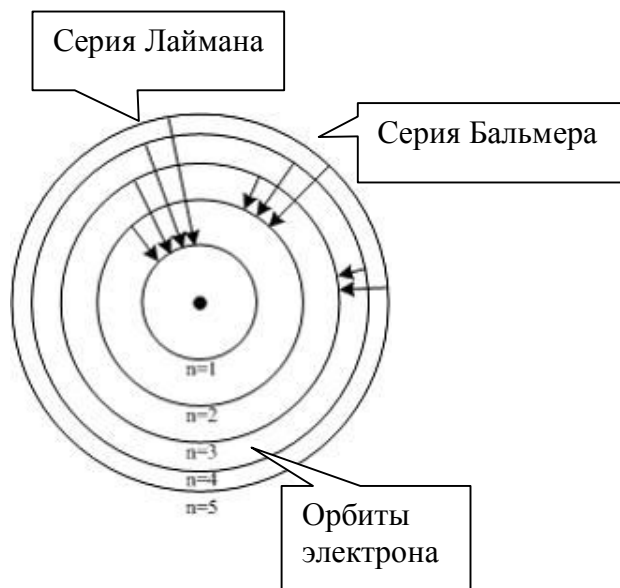 Серия Лаймана
Серия Бальмера
n=1
n=2
n=3
n=4
n=5
Орбиты
электрона